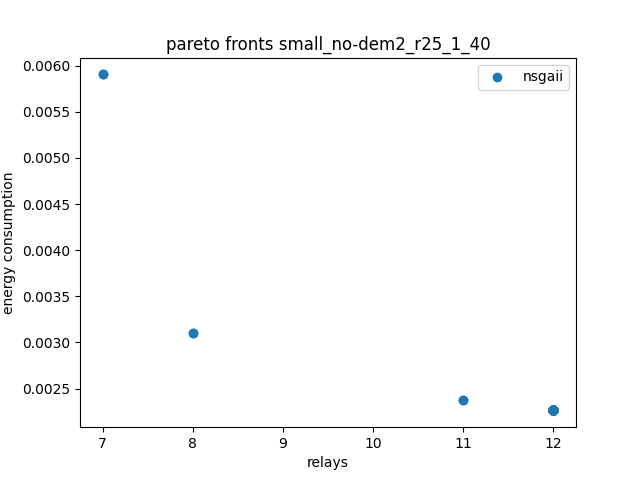 pareto fronts small_no-dem2_r25_1_40
nsgaii
energy consumption
0.0060
0.0055
0.0050
0.0045
0.0040
0.0035
0.0030
0.0025
7 8 9 10 11 12
relays